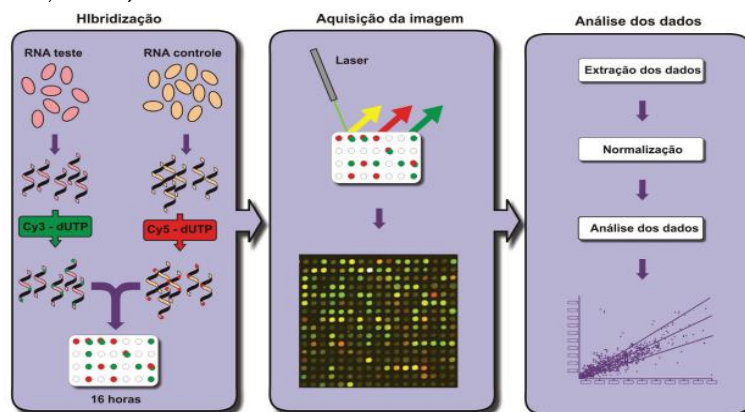 HIbridização
RNA teste
RNA controle
Cy3 - dUTP
Cy5 - dUTP
16 horas
Aquisição da imagem
Laser
Análise dos dados
Extração dos dados
Normalização
Análise dos dados